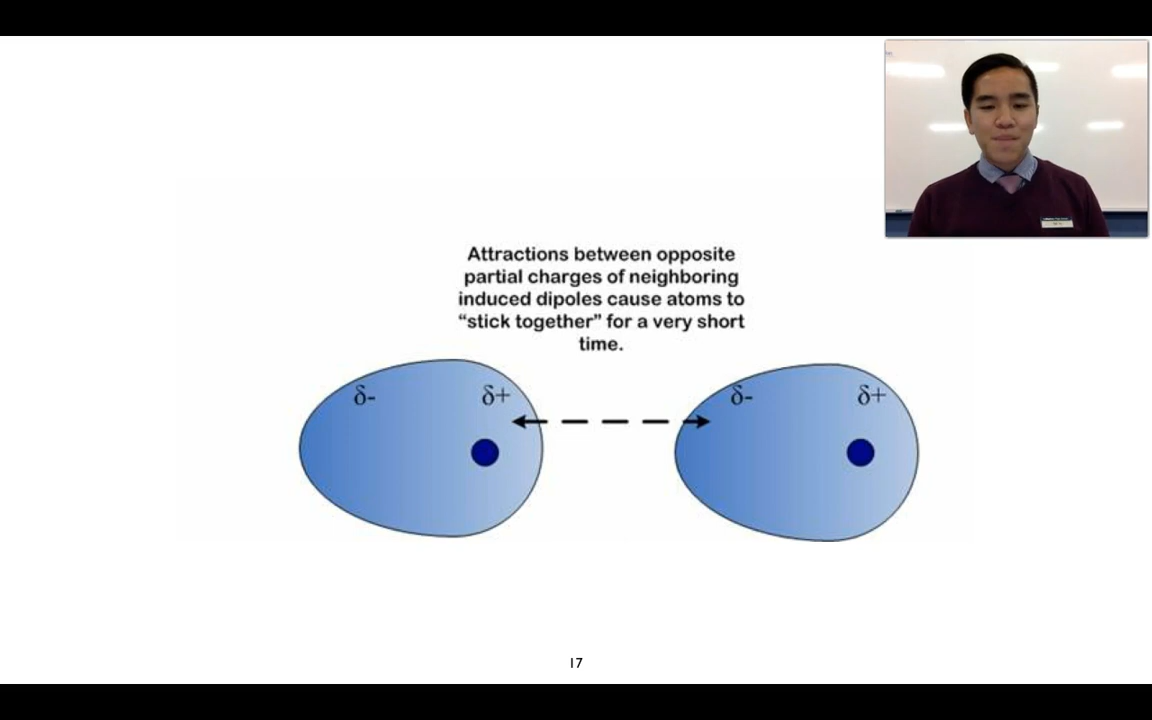 Attractions between opposite
partial charges of neighboring
induced dipoles cause atoms to
“stick together” for a very short
time.
δ- δ+ δ- δ+
17